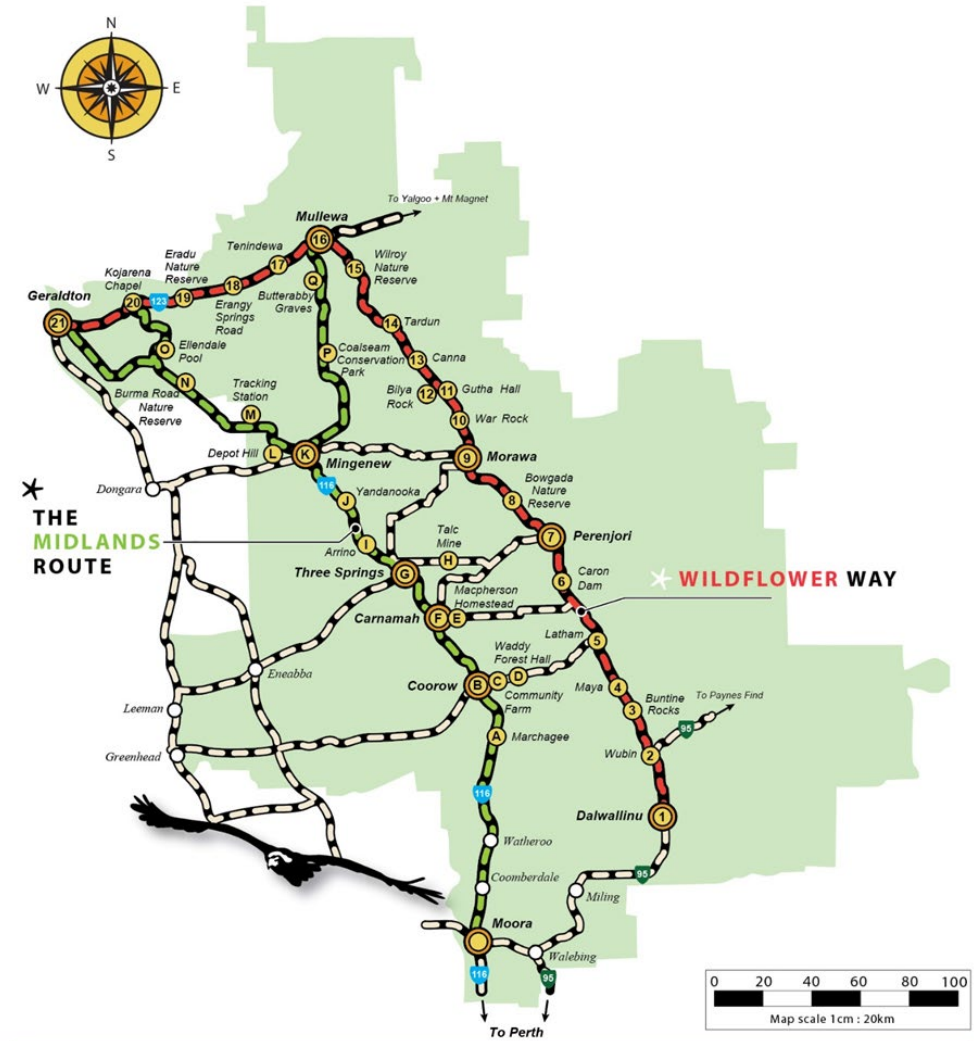 N
W
E
S
To Yalgoo + Mt Magnet
Mullewa
16
Tenindewa
17
Wilroy
Nature
Reserve
15
Eradu
Nature
Reserve
Kojarena
Chapel
20
123
19
18
Erangy
Springs
Road
Q
Butterabby
Graves
Geraldton
21
14
Tardun
O
Ellendale
Pool
P
Coalseam
Conservation
Park
13
Canna
N
Burma Road
Nature
Reserve
Tracking
Station
M
Bilya
Rock
12
11
Gutha Hall
10
War Rock
Depot Hill
L
K
Mingenew
9
Morawa
116
Dongara
J
Yandanooka
8
Bowgada
Nature
Reserve
THE
MIDLANDS
ROUTE
Arrino
I
Talc
Mine
H
7
Perenjori
Three Springs
G
6
Caron
Dam
WILDFLOWER WAY
Macpherson
Homestead
Carnamah
F
E
Latham
5
Waddy
Forest Hall
Eneabba
Coorow
B
C
D
Community
Farm
Maya
4
3
Buntine
Rocks
To Paynes Find
95
Leeman
A
Marchagee
Greenhead
Wubin
2
116
Dalwallinu
1
Watheroo
95
Coomberdale
Miling
Moora
Walebing
116
95
To Perth
0 20 40 60 80 100
Map scale 1cm : 20km